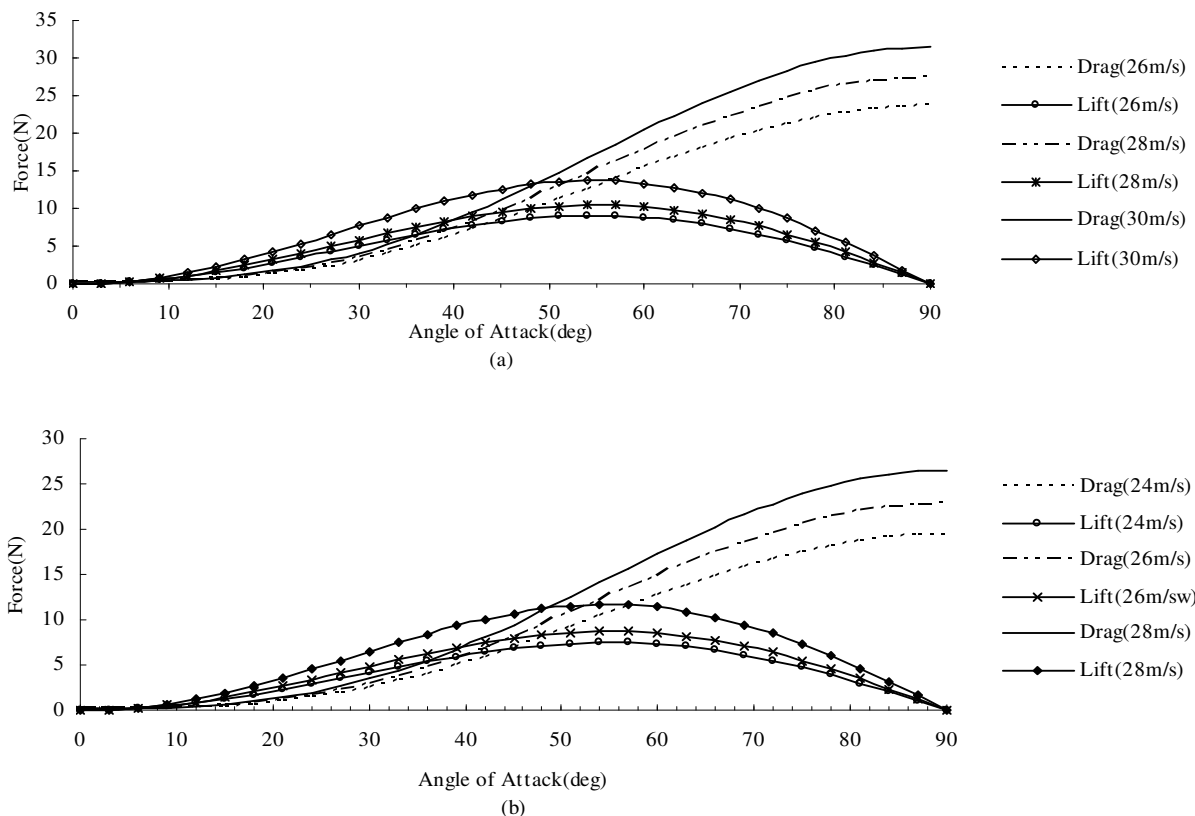 35
30
25
20
15
10
5
0
Force(N)
0 10 20 30 40 50 60 70 80 90
Angle of Attack(deg)
(a)
Drag(26m/s)
Lift(26m/s)
Drag(28m/s)
Lift(28m/s)
Drag(30m/s)
Lift(30m/s)
30
25
20
15
10
5
0
Force(N)
0 10 20 30 40 50 60 70 80 90
Angle of Attack(deg)
(b)
Drag(24m/s)
Lift(24m/s)
Drag(26m/s)
Lift(26m/sw)
Drag(28m/s)
Lift(28m/s)